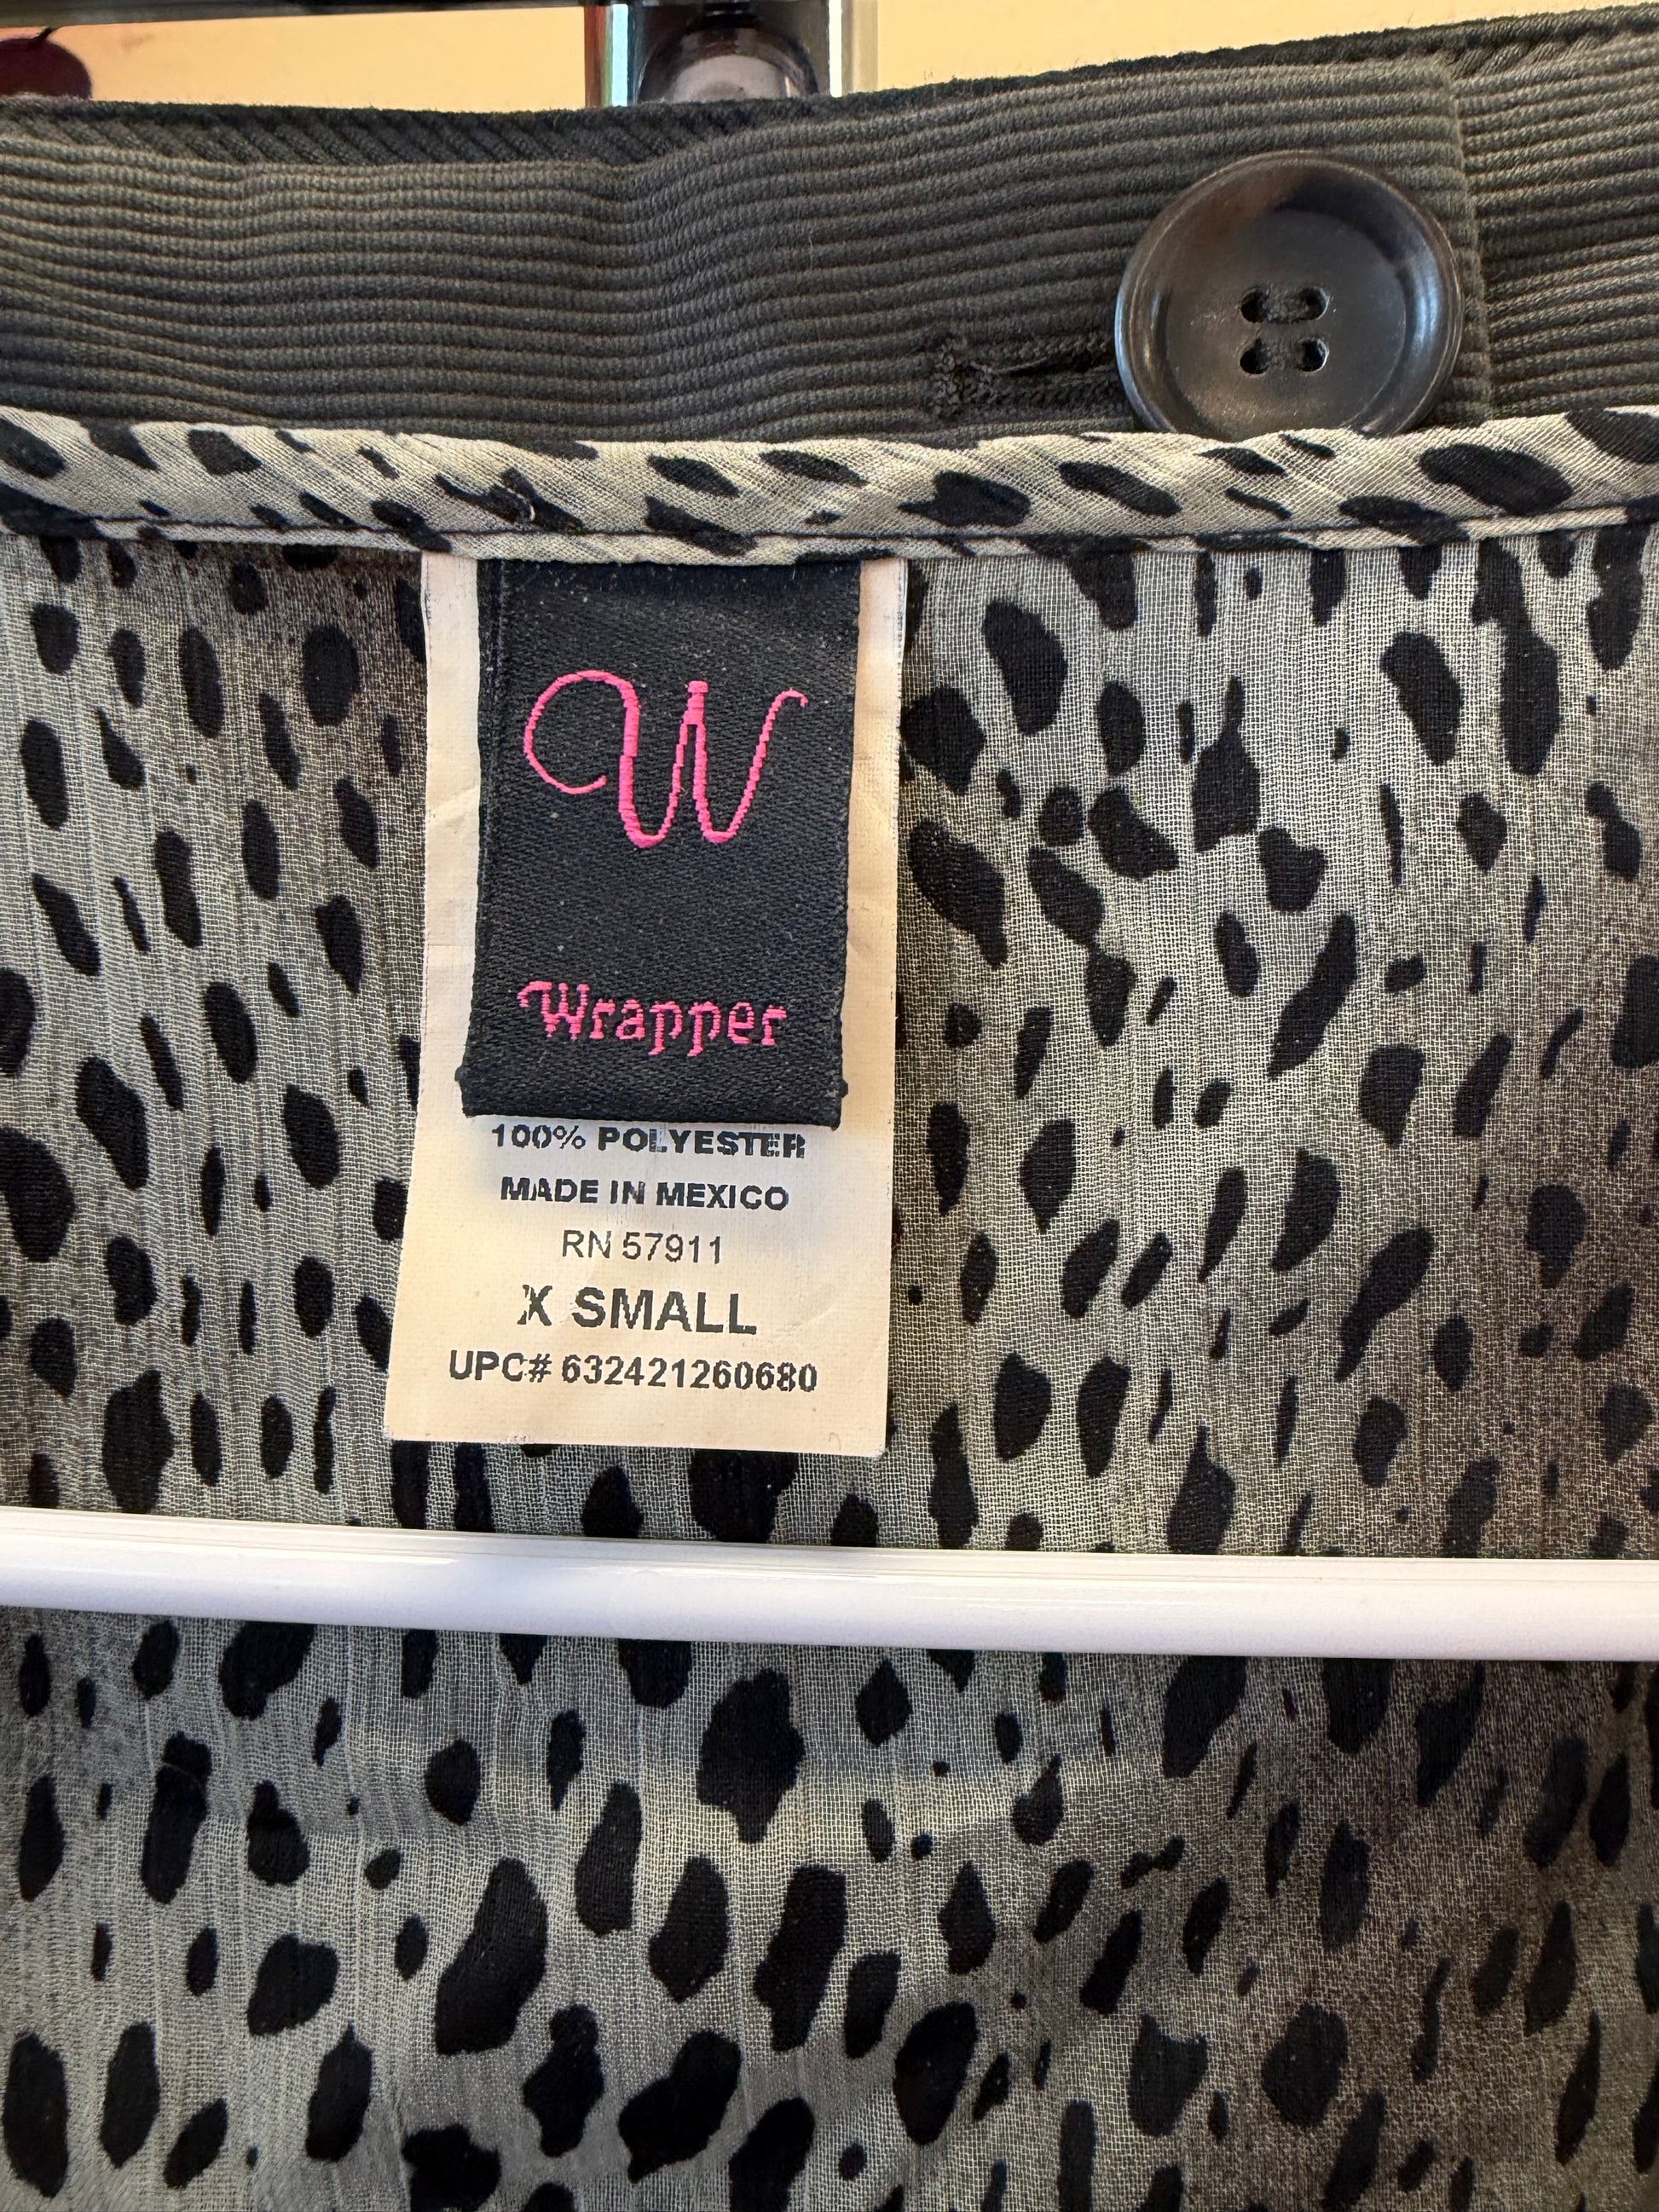 W
Wrapper
100% POLYESTER
MADE IN MEXICO
RN 57911
X SMALL
UPC# 632421260680